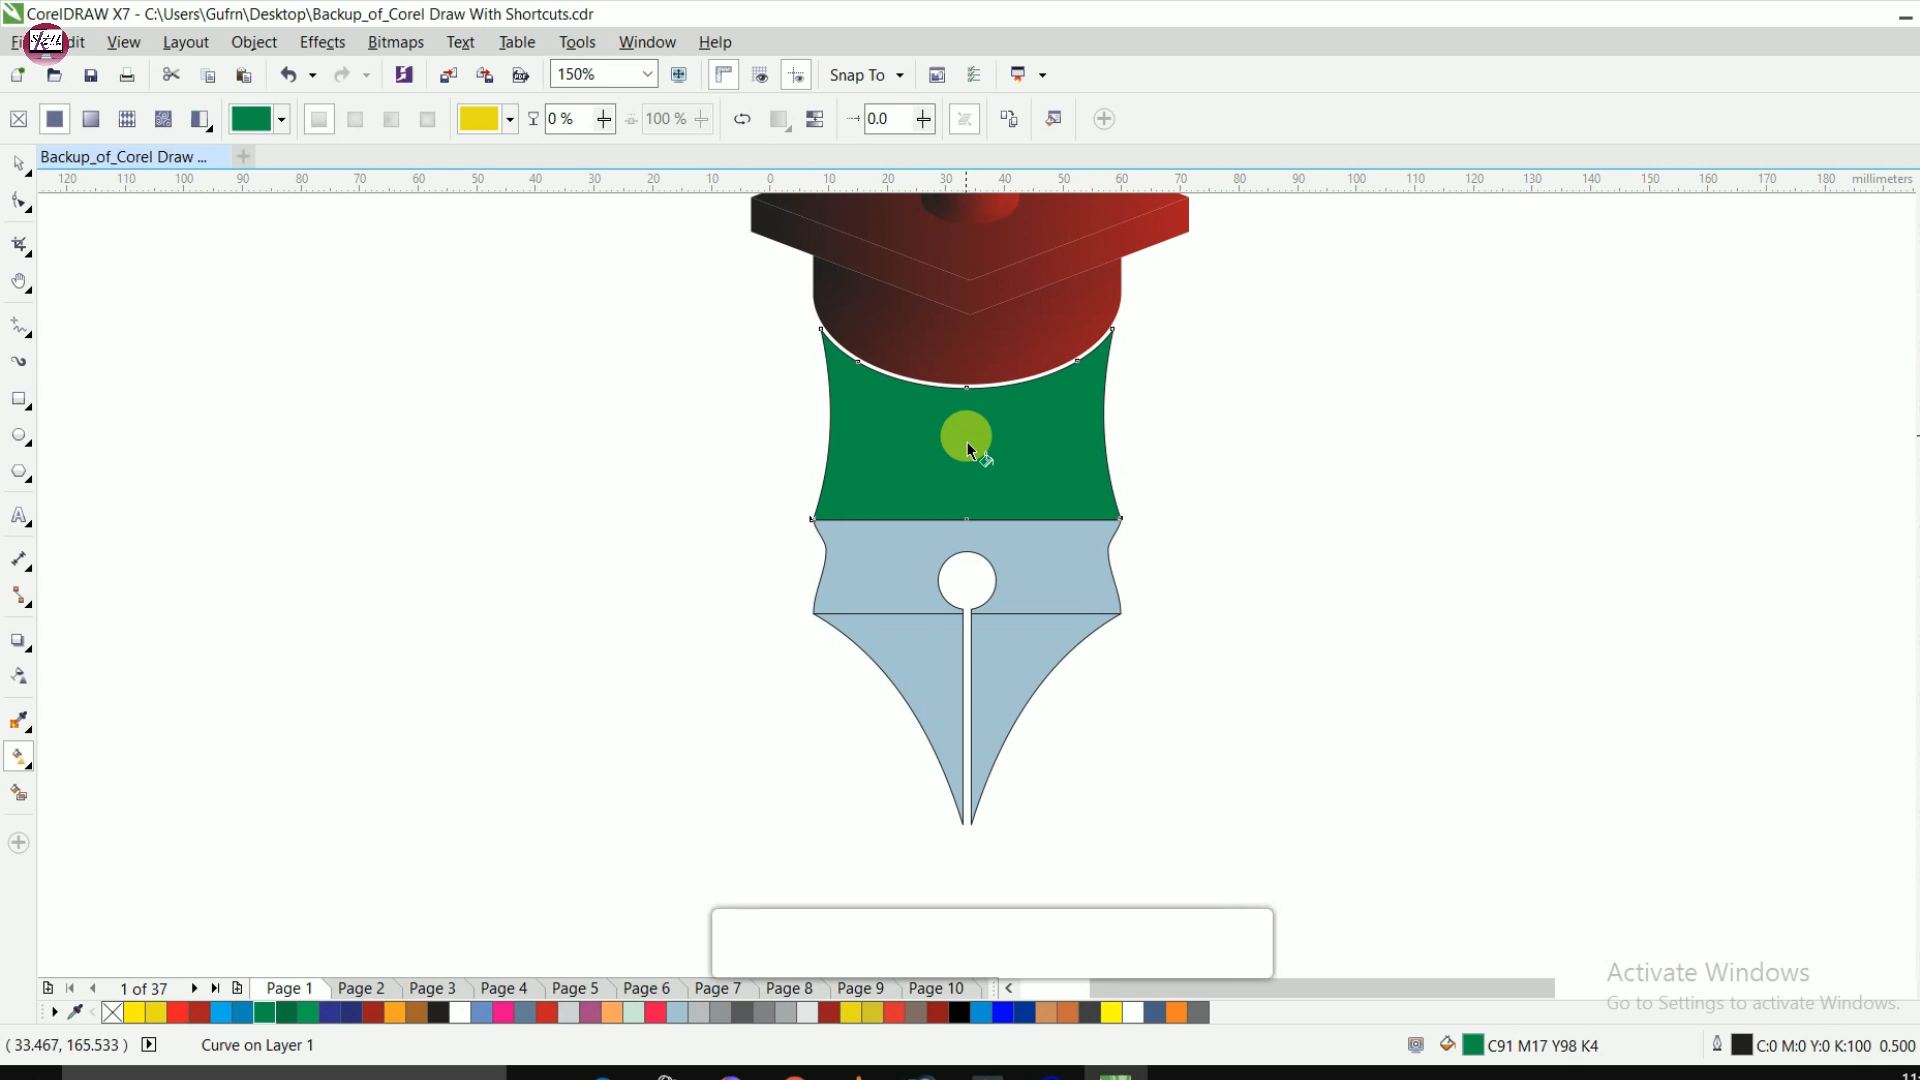 CorelDRAW X7 - C:\Users\Gufrn\Desktop\Backup_of_Corel Draw With Shortcuts.cdr
View Layout Object Effects Bitmaps Text Table Tools Window Help
150% Snap To
0 % 100 % 0.0
Backup_of_Corel Draw ...
120 110 100 90 80 70 60 50 40 30 20 10 0 10 20 30 40 50 60 70 80 90 100 110 120 130 140 150 160 170 180 millimeters
Activate Windows
Go to Settings to activate Windows.
1 of 37 Page 1 Page 2 Page 3 Page 4 Page 5 Page 6 Page 7 Page 8 Page 9 Page 10
( 33.467, 165.533 ) Curve on Layer 1 C91 M17 Y98 K4 C:0 M:0 Y:0 K:100 0.500